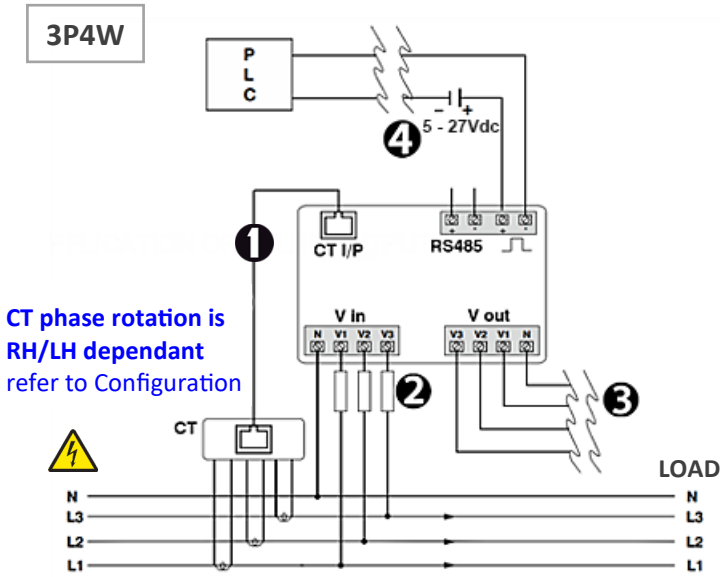 3P4W
P
L
C
- +
5 - 27Vdc
4
1
CT I/P
RS485
+ - + -
V in
V out
N V1 V2 V3
V3 V2 V1 N
CT phase rotation is
RH/LH dependant
refer to Configuration
2
3
CT
LOAD
N N
L3 L3
L2 L2
L1 L1